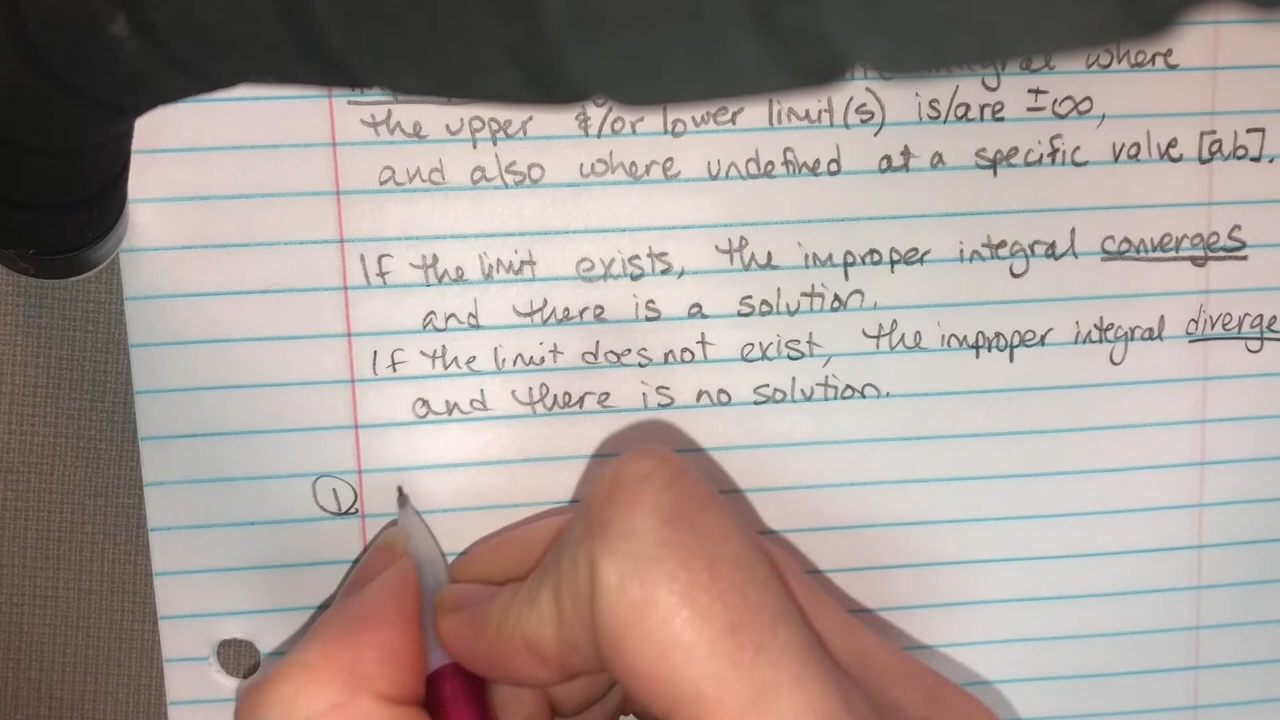 integral where
the upper &/or lower limit(s) is/are ±∞,
and also where undefined at a specific value [ab].
If the limit exists, the improper integral converges
and there is a solution.
If the limit does not exist, the improper integral diverge
and there is no solution.
①